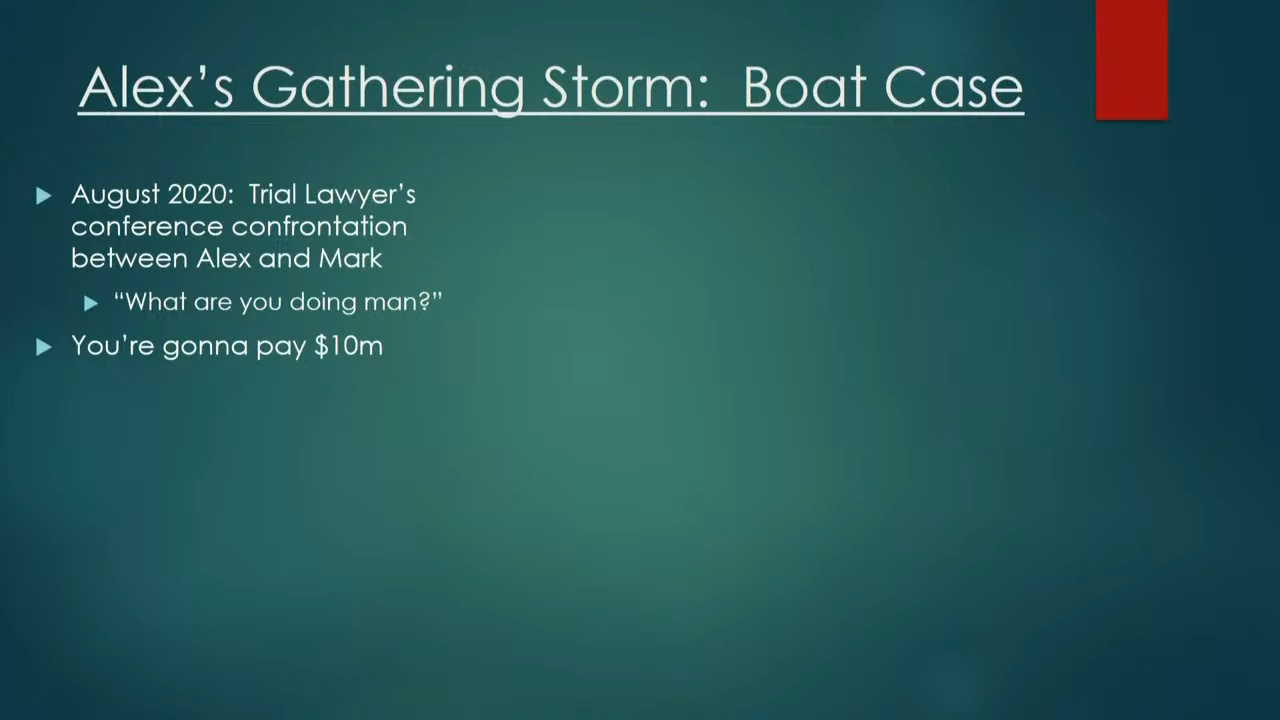 Alex’s Gathering Storm:  Boat Case
August 2020:  Trial Lawyer’s
conference confrontation
between Alex and Mark
“What are you doing man?”
You’re gonna pay $10m